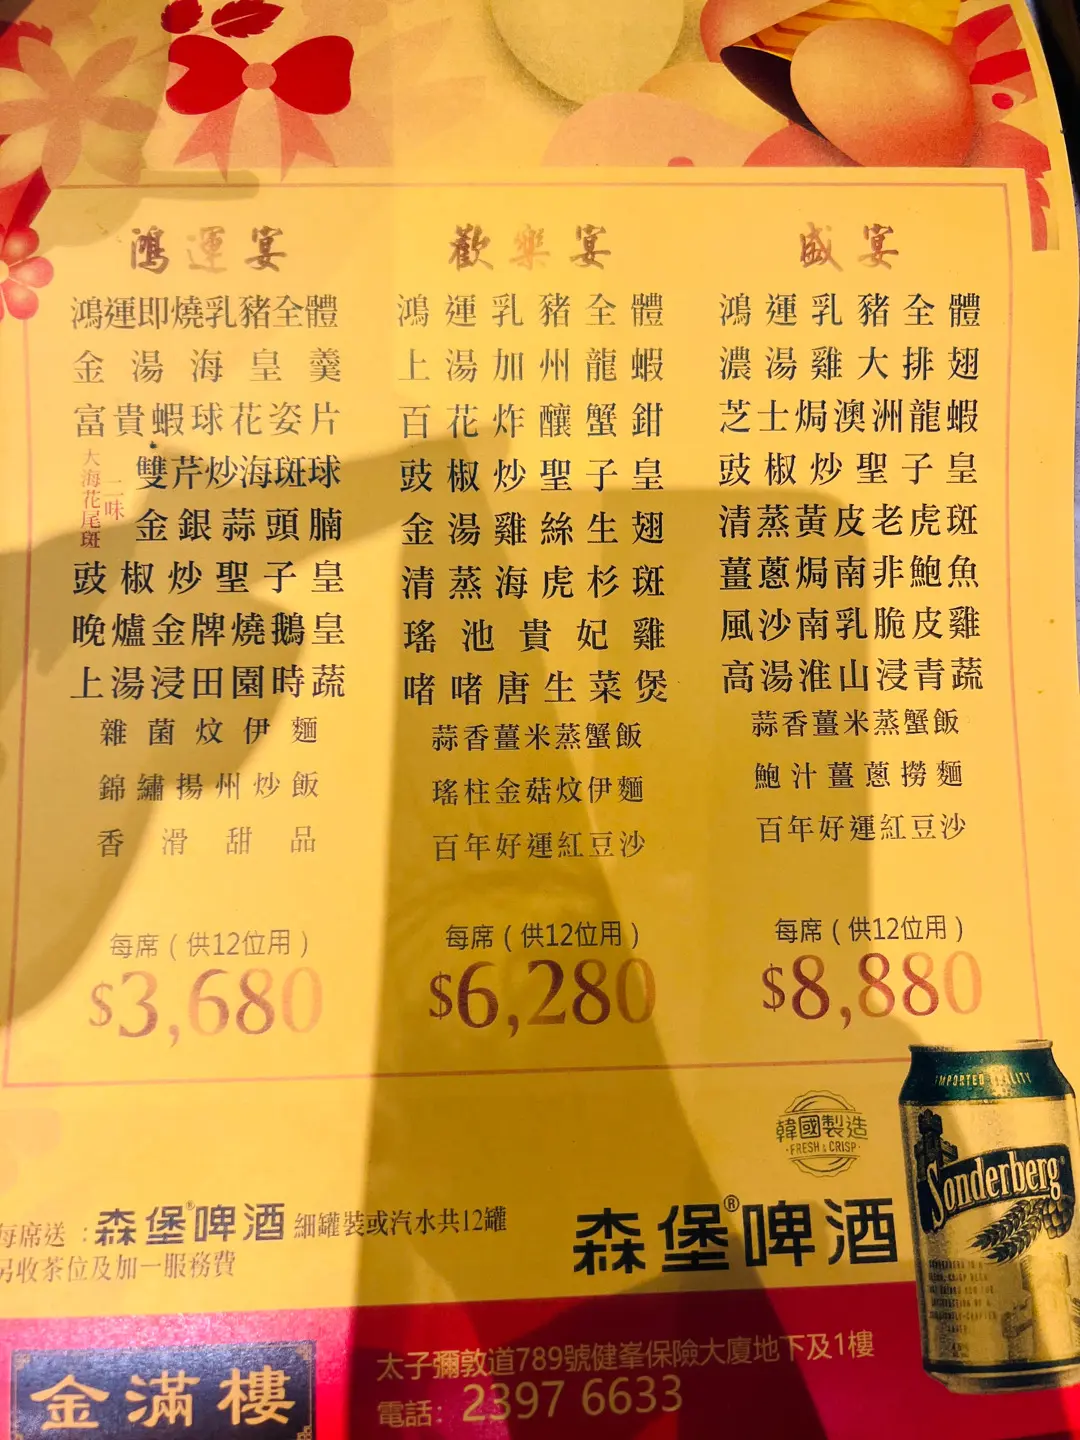 鴻運宴
鴻運即燒乳豬全體
金湯海皇羹
富貴蝦球花姿片
大海花尾斑
二味
雙芹炒海斑球
金銀蒜頭腩
豉椒炒聖子皇
晚爐金牌燒鵝皇
上湯浸田園時蔬
雜菌炆伊麵
錦繡揚州炒飯
香滑甜品
每席（供12位用）
$3,680
歡樂宴
鴻運乳豬全體
上湯加州龍蝦
百花炸釀蟹鉗
豉椒炒聖子皇
金湯雞絲生翅
清蒸海虎杉斑
瑤池貴妃雞
啫啫唐生菜煲
蒜香薑米蒸蟹飯
瑤柱金菇炆伊麵
百年好運紅豆沙
每席（供12位用）
$6,280
盛宴
鴻運乳豬全體
濃湯雞大排翅
芝士焗澳洲龍蝦
豉椒炒聖子皇
清蒸黃皮老虎斑
薑蔥焗南非鮑魚
風沙南乳脆皮雞
高湯淮山浸青蔬
蒜香薑米蒸蟹飯
鮑汁薑蔥撈麵
百年好運紅豆沙
每席（供12位用）
$8,880
韓國製造
FRESH & CRISP
IMPORTED QUALITY
Sonderberg
每席送：森堡®啤酒 細罐裝或汽水共12罐
另收茶位及加一服務費
森堡®啤酒
金滿樓
太子彌敦道789號健峯保險大廈地下及1樓
電話：2397 6633